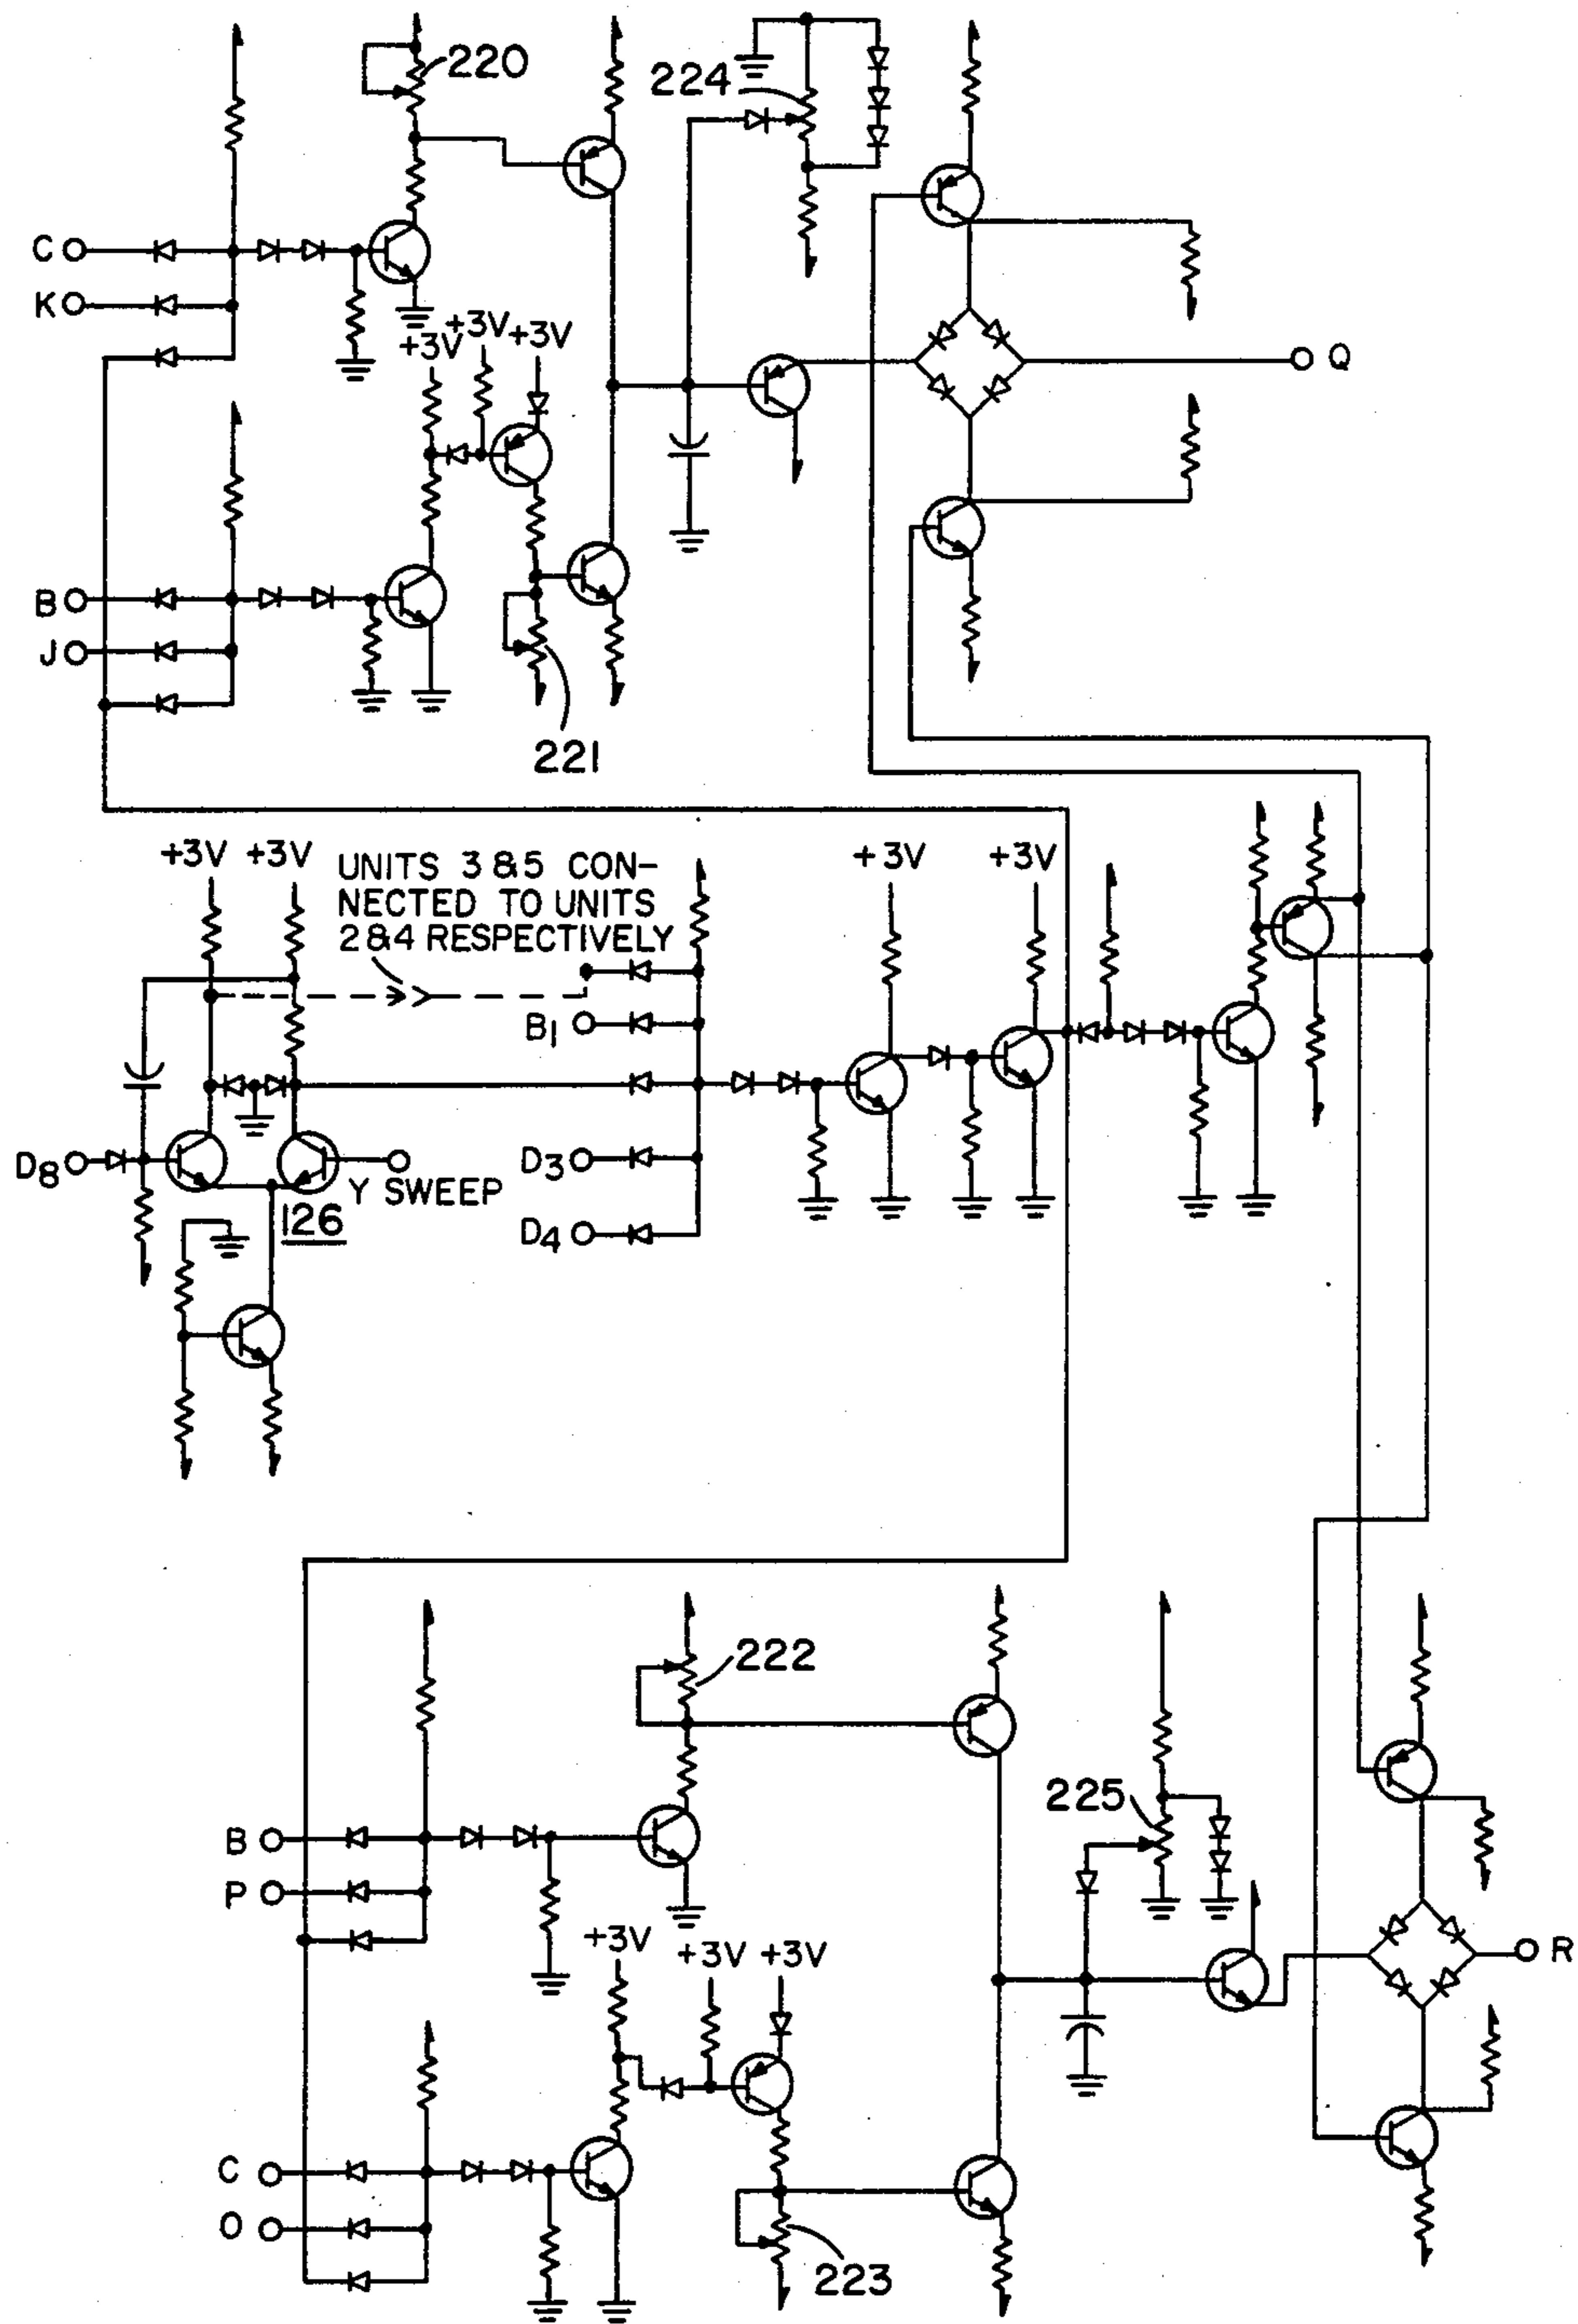 220
224
C
K
+3V
+3V
+3V
Q
B
J
221
+3V
+3V
UNITS 3 & 5 CON-
NECTED TO UNITS
2 & 4 RESPECTIVELY
+3V
+3V
B1
D8
Y SWEEP
D3
126
D4
222
225
B
P
+3V
+3V
+3V
R
C
O
223